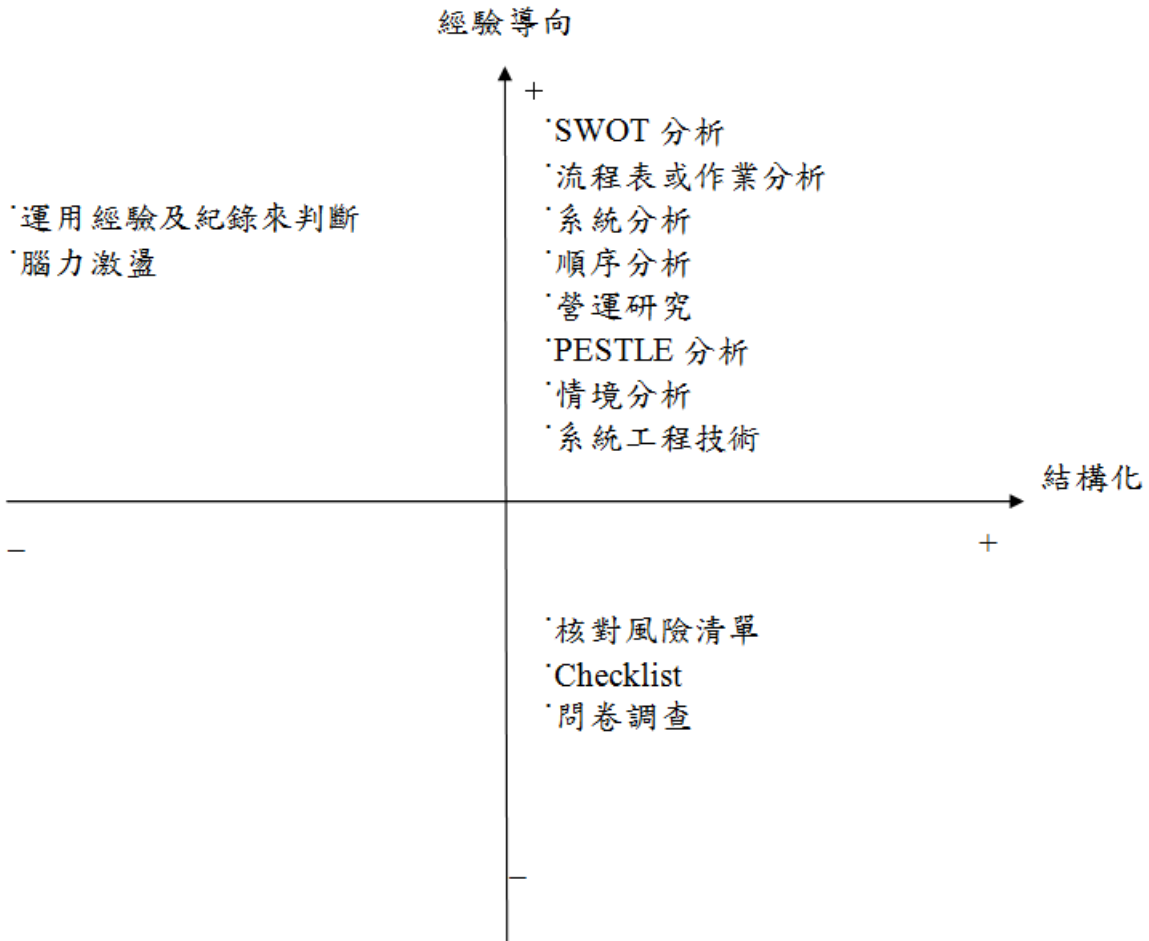 經驗導向
+
˙SWOT 分析
˙流程表或作業分析
˙運用經驗及紀錄來判斷
˙系統分析
˙腦力激盪
˙順序分析
˙營運研究
˙PESTLE 分析
˙情境分析
˙系統工程技術
結構化
–
+
˙核對風險清單
˙Checklist
˙問卷調查
–